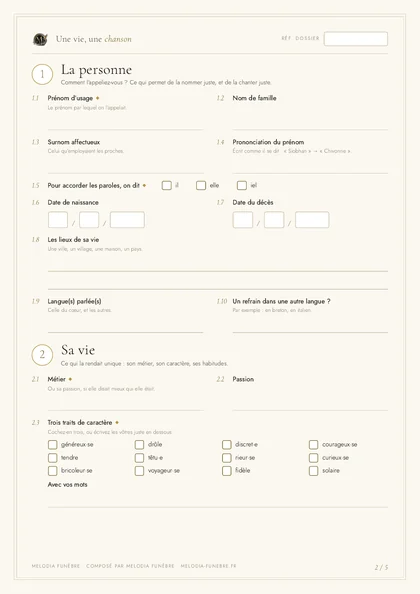 Une vie, une chanson
RÉF. DOSSIER
1
La personne
Comment l'appeliez-vous ? Ce qui permet de la nommer juste, et de la chanter juste.
1.1 Prénom d'usage ✦
Le prénom par lequel on l'appelait.
1.2 Nom de famille
1.3 Surnom affectueux
Celui qu'employaient les proches.
1.4 Prononciation du prénom
Écrit comme il se dit : « Siobhan » → « Chivonne ».
1.5 Pour accorder les paroles, on dit ✦
il
elle
iel
1.6 Date de naissance
/ /
1.7 Date du décès
/ /
1.8 Les lieux de sa vie
Une ville, un village, une maison, un pays.
1.9 Langue(s) parlée(s)
Celle du cœur, et les autres.
1.10 Un refrain dans une autre langue ?
Par exemple : en breton, en italien.
2
Sa vie
Ce qui la rendait unique : son métier, son caractère, ses habitudes.
2.1 Métier ✦
Ou sa passion, si elle disait mieux qui elle était.
2.2 Passion
2.3 Trois traits de caractère ✦
Cochez-en trois, ou écrivez les vôtres juste en dessous.
généreux·se
drôle
discret·e
courageux·se
tendre
têtu·e
rieur·se
curieux·se
bricoleur·se
voyageur·se
fidèle
solaire
Avec vos mots
MELODIA FUNÈBRE · COMPOSÉ PAR MELODIA FUNÈBRE · MELODIA-FUNEBRE.FR
2 / 5